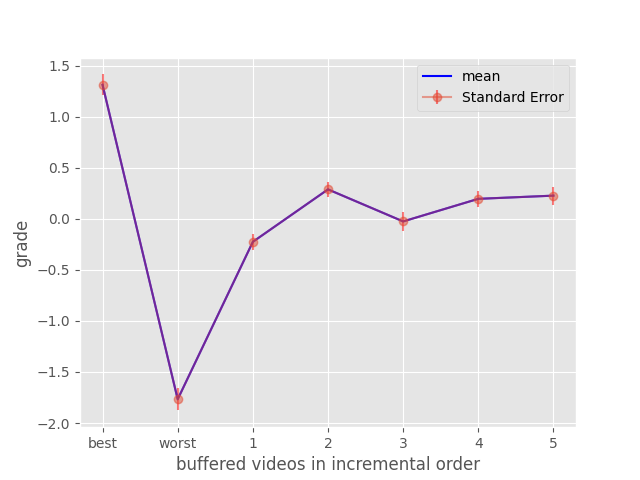 1.5
1.0
0.5
0.0
−0.5
−1.0
−1.5
−2.0
grade
mean
Standard Error
best worst 1 2 3 4 5
buffered videos in incremental order